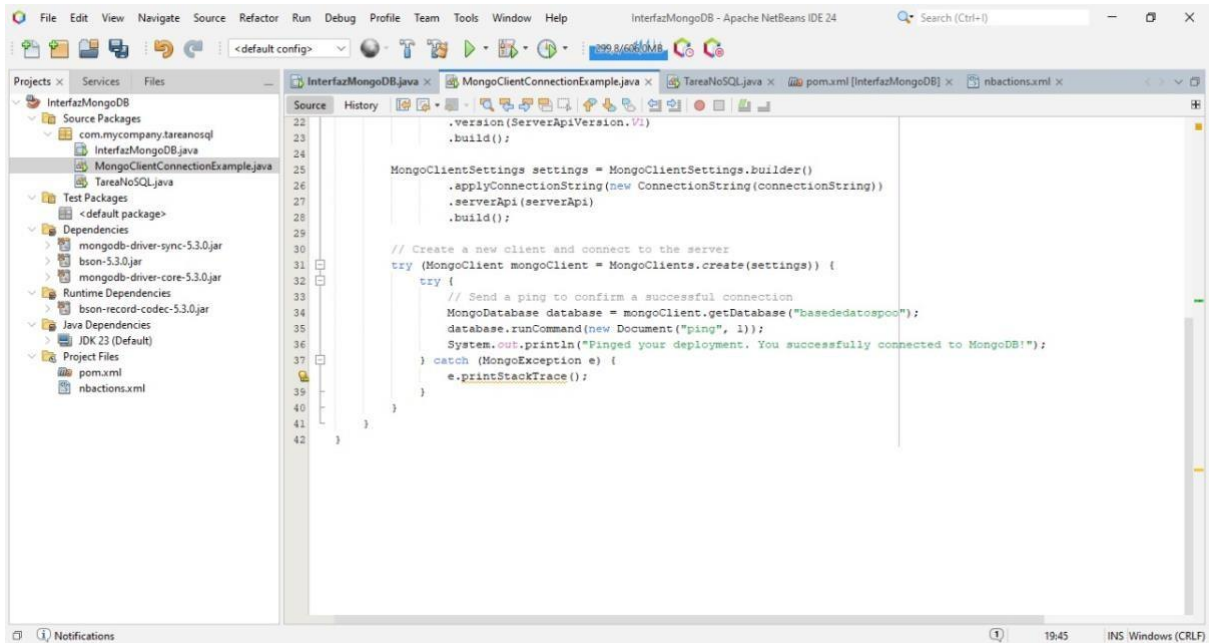 File Edit View Navigate Source Refactor Run Debug Profile Team Tools Window Help InterfazMongoDB - Apache NetBeans IDE 24 Search (Ctrl+I)
<default config> 299,8/606,0MB
Projects Services Files
InterfazMongoDB
Source Packages
com.mycompany.tareanosql
InterfazMongoDB.java
MongoClientConnectionExample.java
TareaNoSQL.java
Test Packages
<default package>
Dependencies
mongodb-driver-sync-5.3.0.jar
bson-5.3.0.jar
mongodb-driver-core-5.3.0.jar
Runtime Dependencies
bson-record-codec-5.3.0.jar
Java Dependencies
JDK 23 (Default)
Project Files
pom.xml
nbactions.xml
InterfazMongoDB.java MongoClientConnectionExample.java TareaNoSQL.java pom.xml [InterfazMongoDB] nbactions.xml
Source History
22 .version(ServerApiVersion.V1)
23 .build();
24
25 MongoClientSettings settings = MongoClientSettings.builder()
26 .applyConnectionString(new ConnectionString(connectionString))
27 .serverApi(serverApi)
28 .build();
29
30 // Create a new client and connect to the server
31 try (MongoClient mongoClient = MongoClients.create(settings)) {
32 try {
33 // Send a ping to confirm a successful connection
34 MongoDatabase database = mongoClient.getDatabase("basededatospoo");
35 database.runCommand(new Document("ping", 1));
36 System.out.println("Pinged your deployment. You successfully connected to MongoDB!");
37 } catch (MongoException e) {
e.printStackTrace();
39 }
40 }
41 }
42 }
Notifications 1 19:45 INS Windows (CRLF)